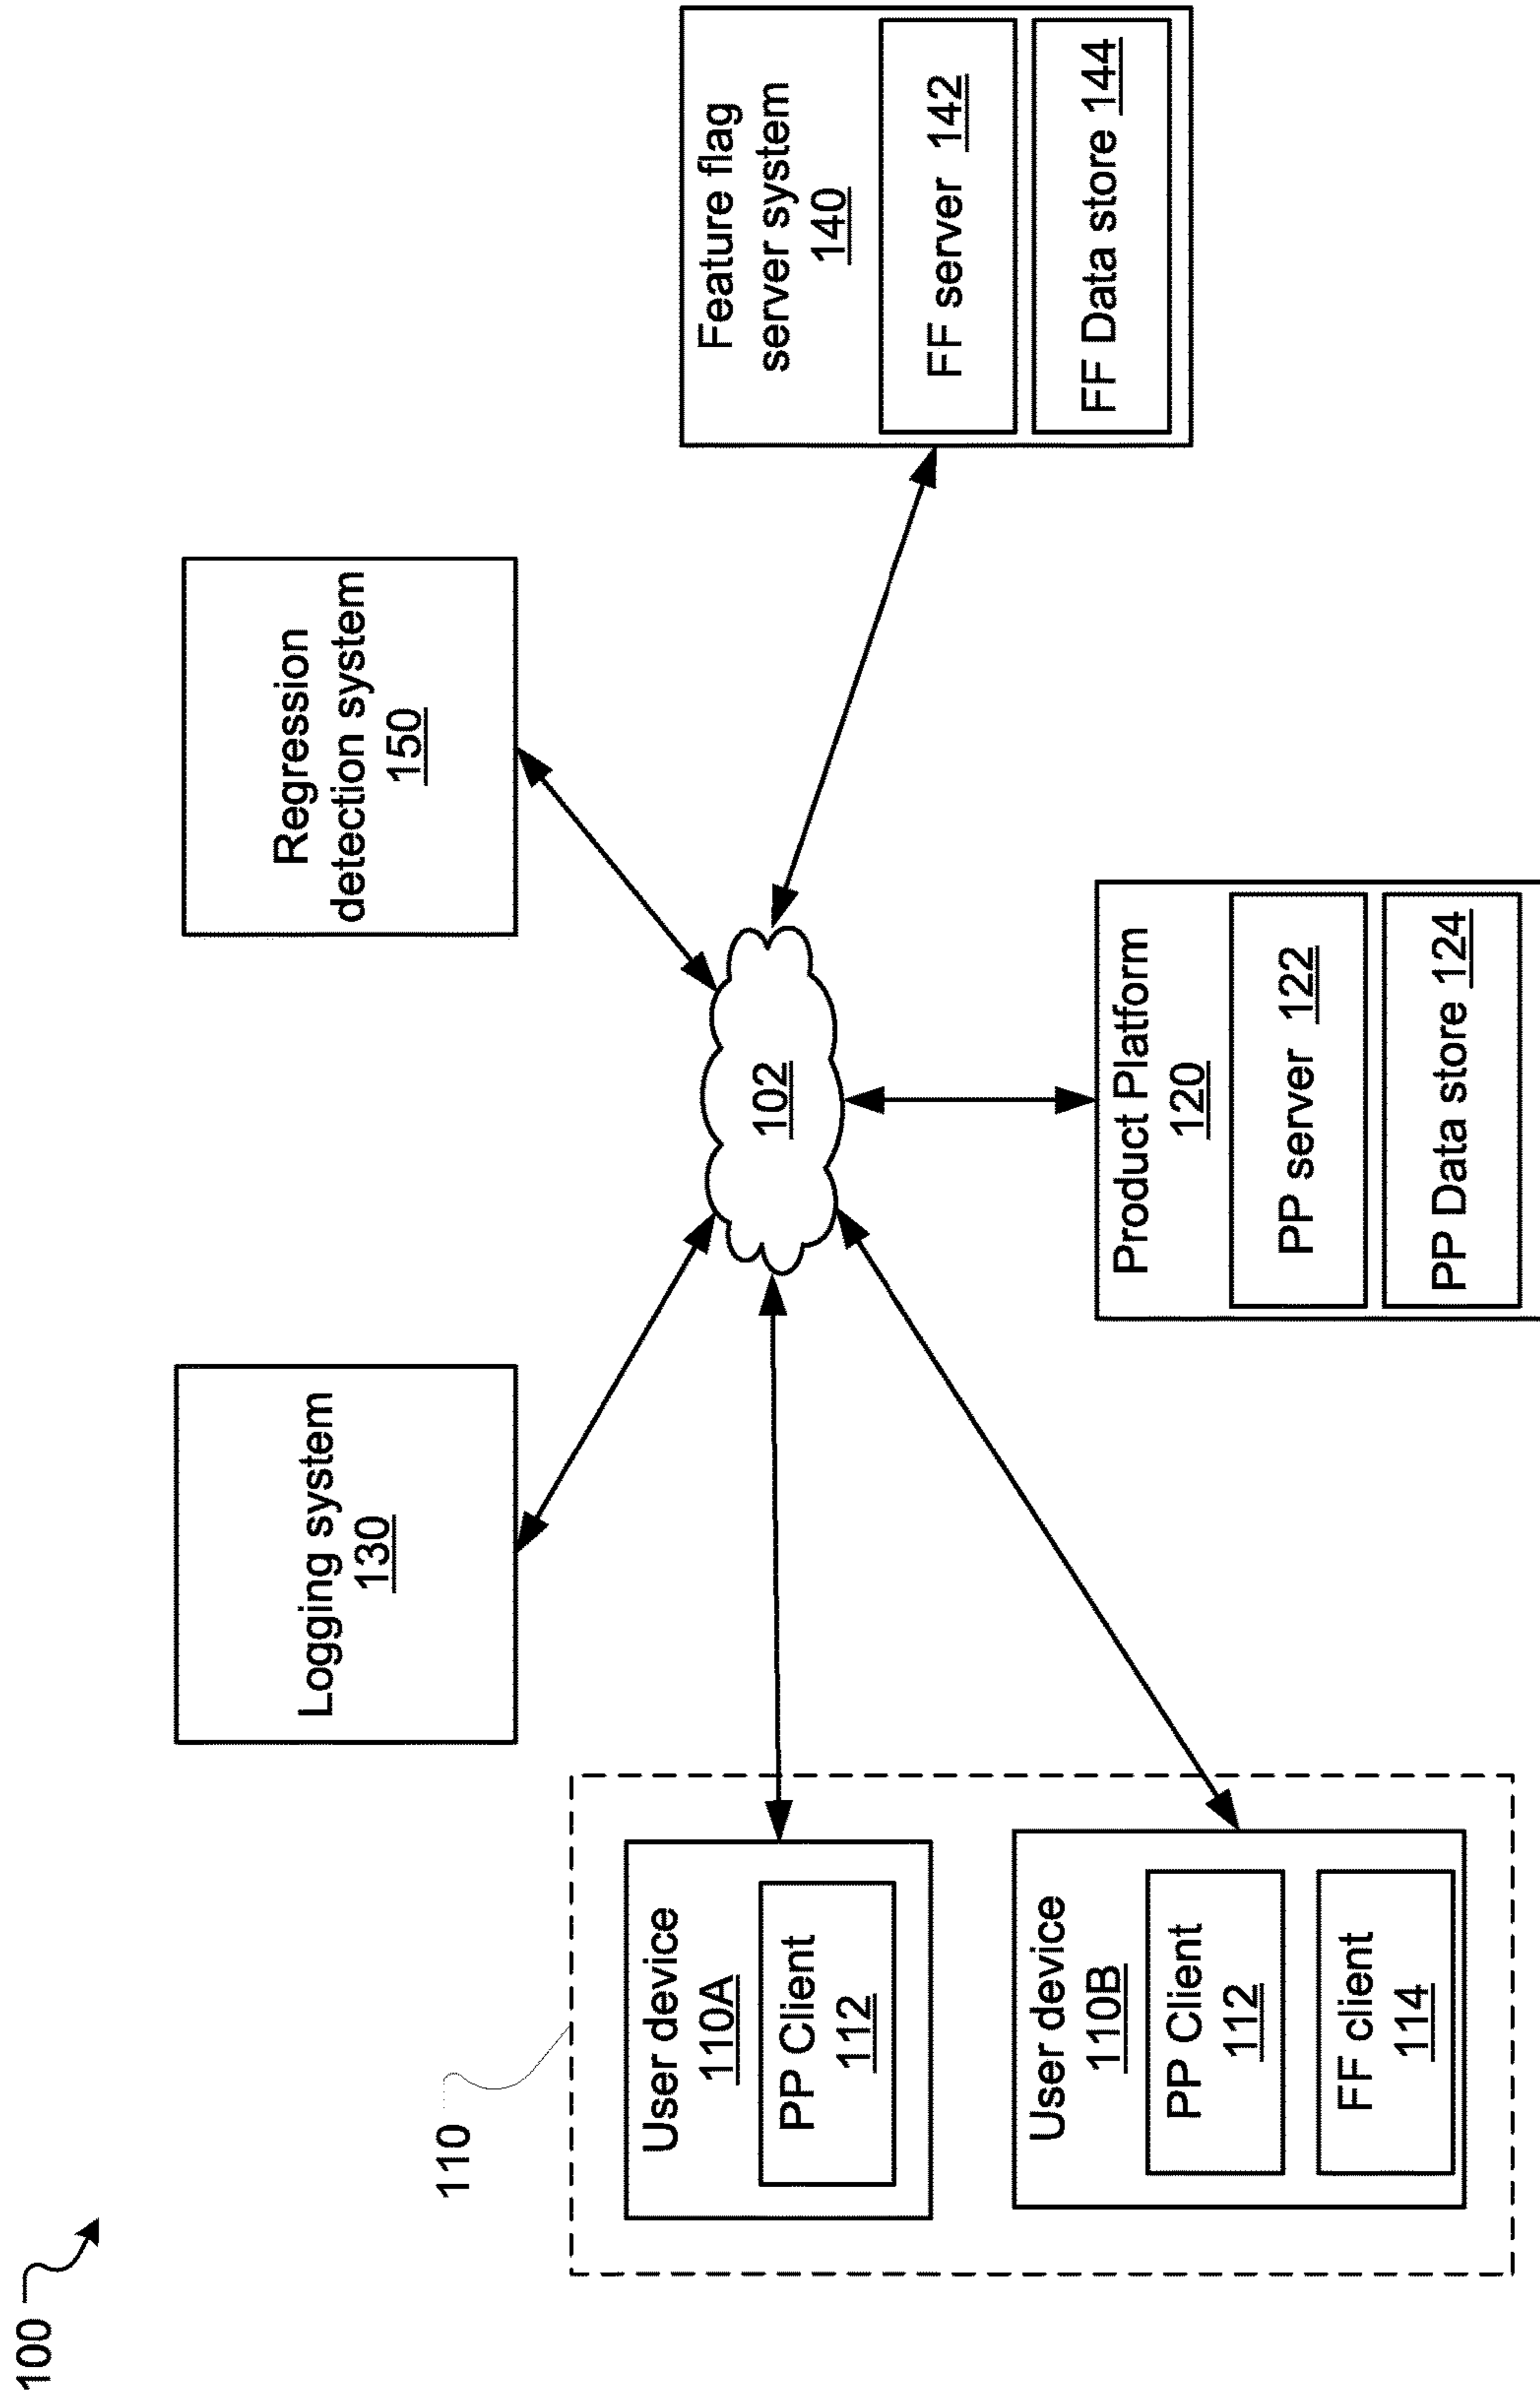 100
Logging system
130
Regression
detection system
150
110
User device
110A
PP Client
112
User device
110B
PP Client
112
FF client
114
102
Product Platform
120
PP server 122
PP Data store 124
Feature flag
server system
140
FF server 142
FF Data store 144